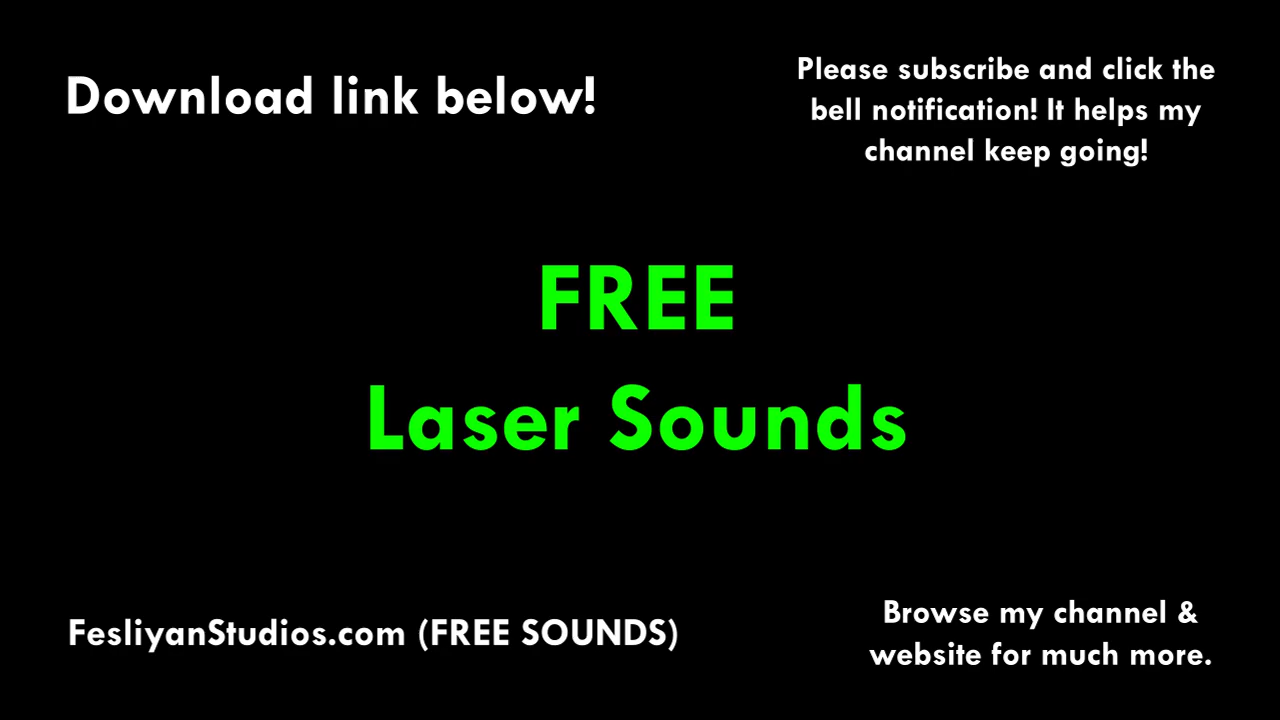 Download link below!
Please subscribe and click the
bell notification! It helps my
channel keep going!
FREE
Laser Sounds
FesliyanStudios.com (FREE SOUNDS)
Browse my channel &
website for much more.